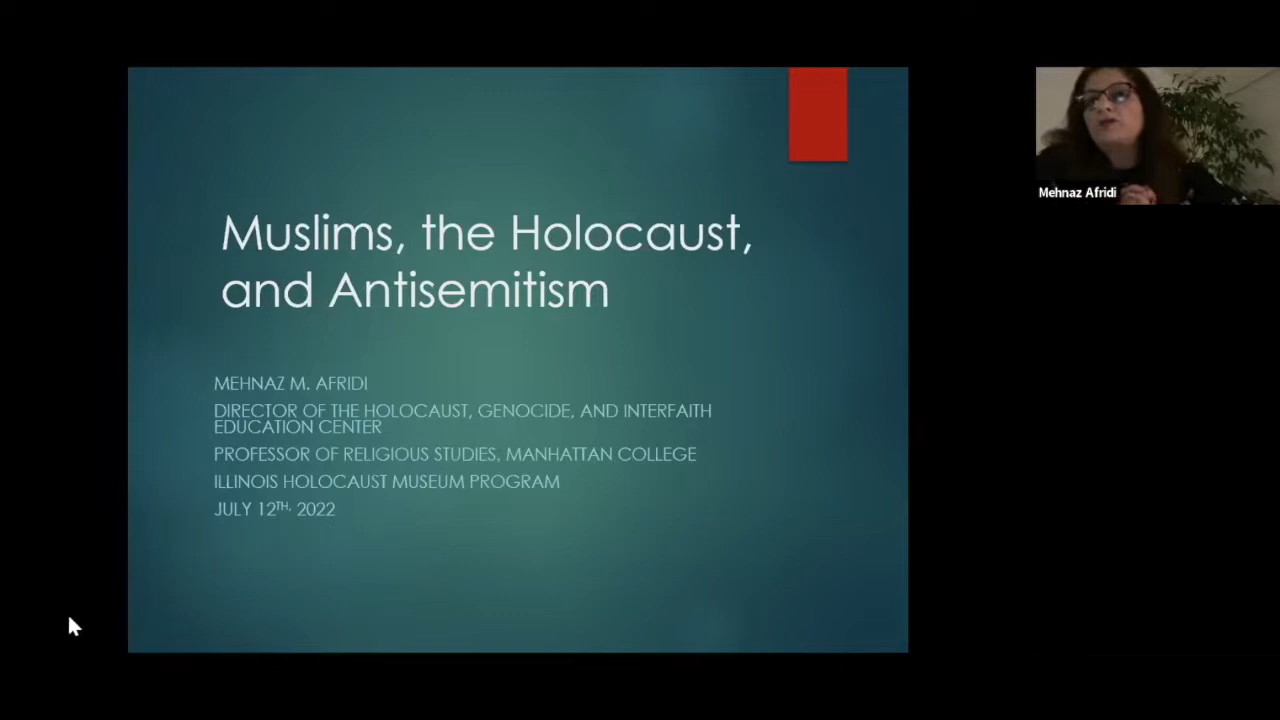 Muslims, the Holocaust,
and Antisemitism
MEHNAZ M. AFRIDI
DIRECTOR OF THE HOLOCAUST, GENOCIDE, AND INTERFAITH
EDUCATION CENTER
PROFESSOR OF RELIGIOUS STUDIES, MANHATTAN COLLEGE
ILLINOIS HOLOCAUST MUSEUM PROGRAM
JULY 12TH, 2022
Mehnaz Afridi